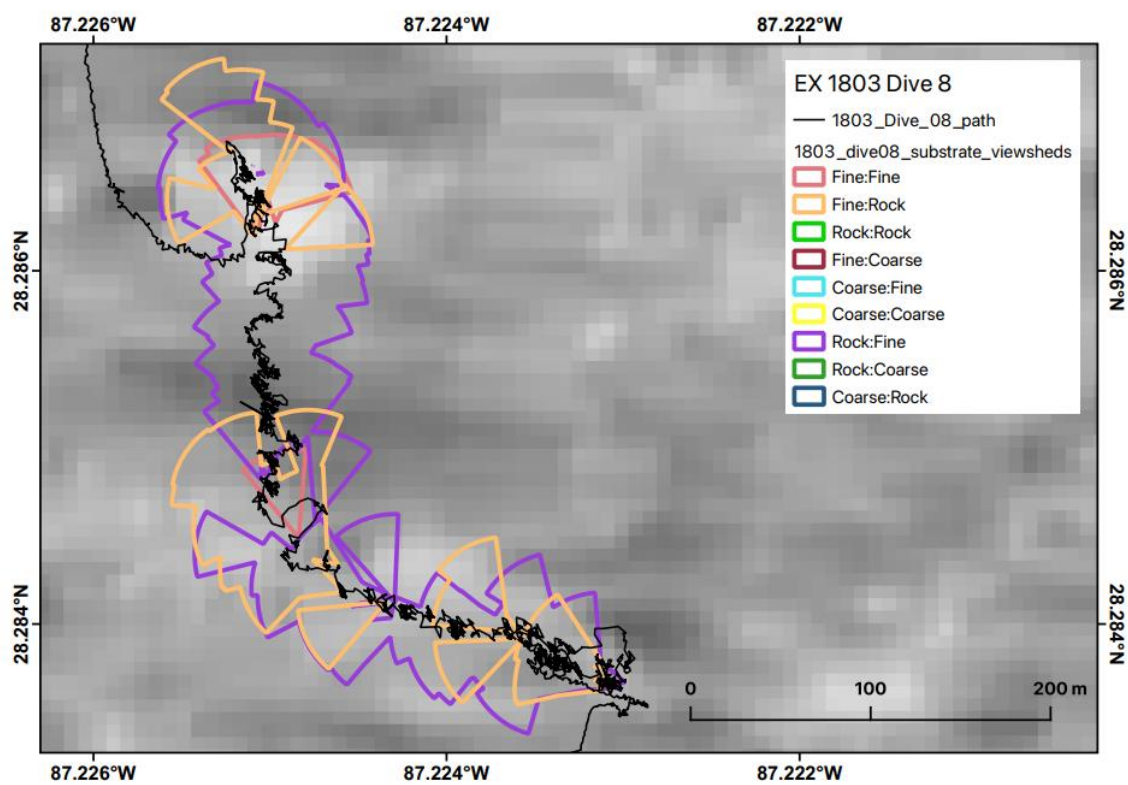 87.226°W 87.224°W 87.222°W
EX 1803 Dive 8
1803_Dive_08_path
1803_dive08_substrate_viewsheds
Fine:Fine
Fine:Rock
Rock:Rock
Fine:Coarse
Coarse:Fine
Coarse:Coarse
Rock:Fine
Rock:Coarse
Coarse:Rock
28.286°N 28.286°N
28.284°N 28.284°N
0 100 200 m
87.226°W 87.224°W 87.222°W